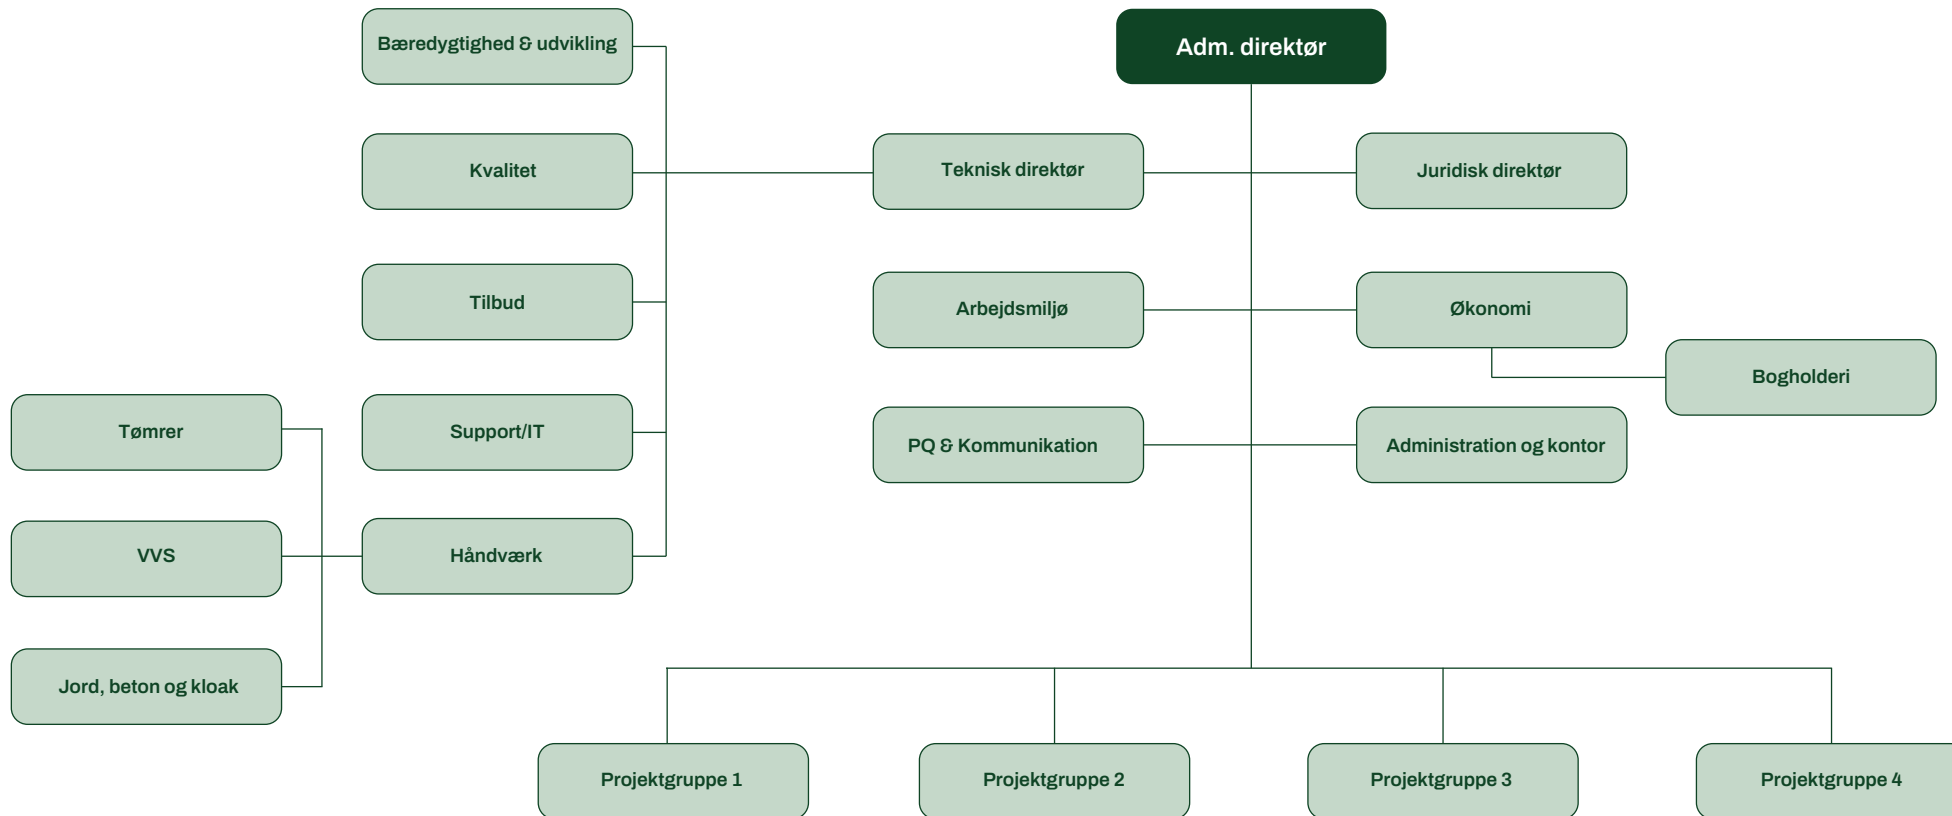 Bæredygtighed & udvikling
Adm. direktør
Kvalitet
Teknisk direktør
Juridisk direktør
Tilbud
Arbejdsmiljø
Økonomi
Bogholderi
Tømrer
Support/IT
PQ & Kommunikation
Administration og kontor
VVS
Håndværk
Jord, beton og kloak
Projektgruppe 1
Projektgruppe 2
Projektgruppe 3
Projektgruppe 4